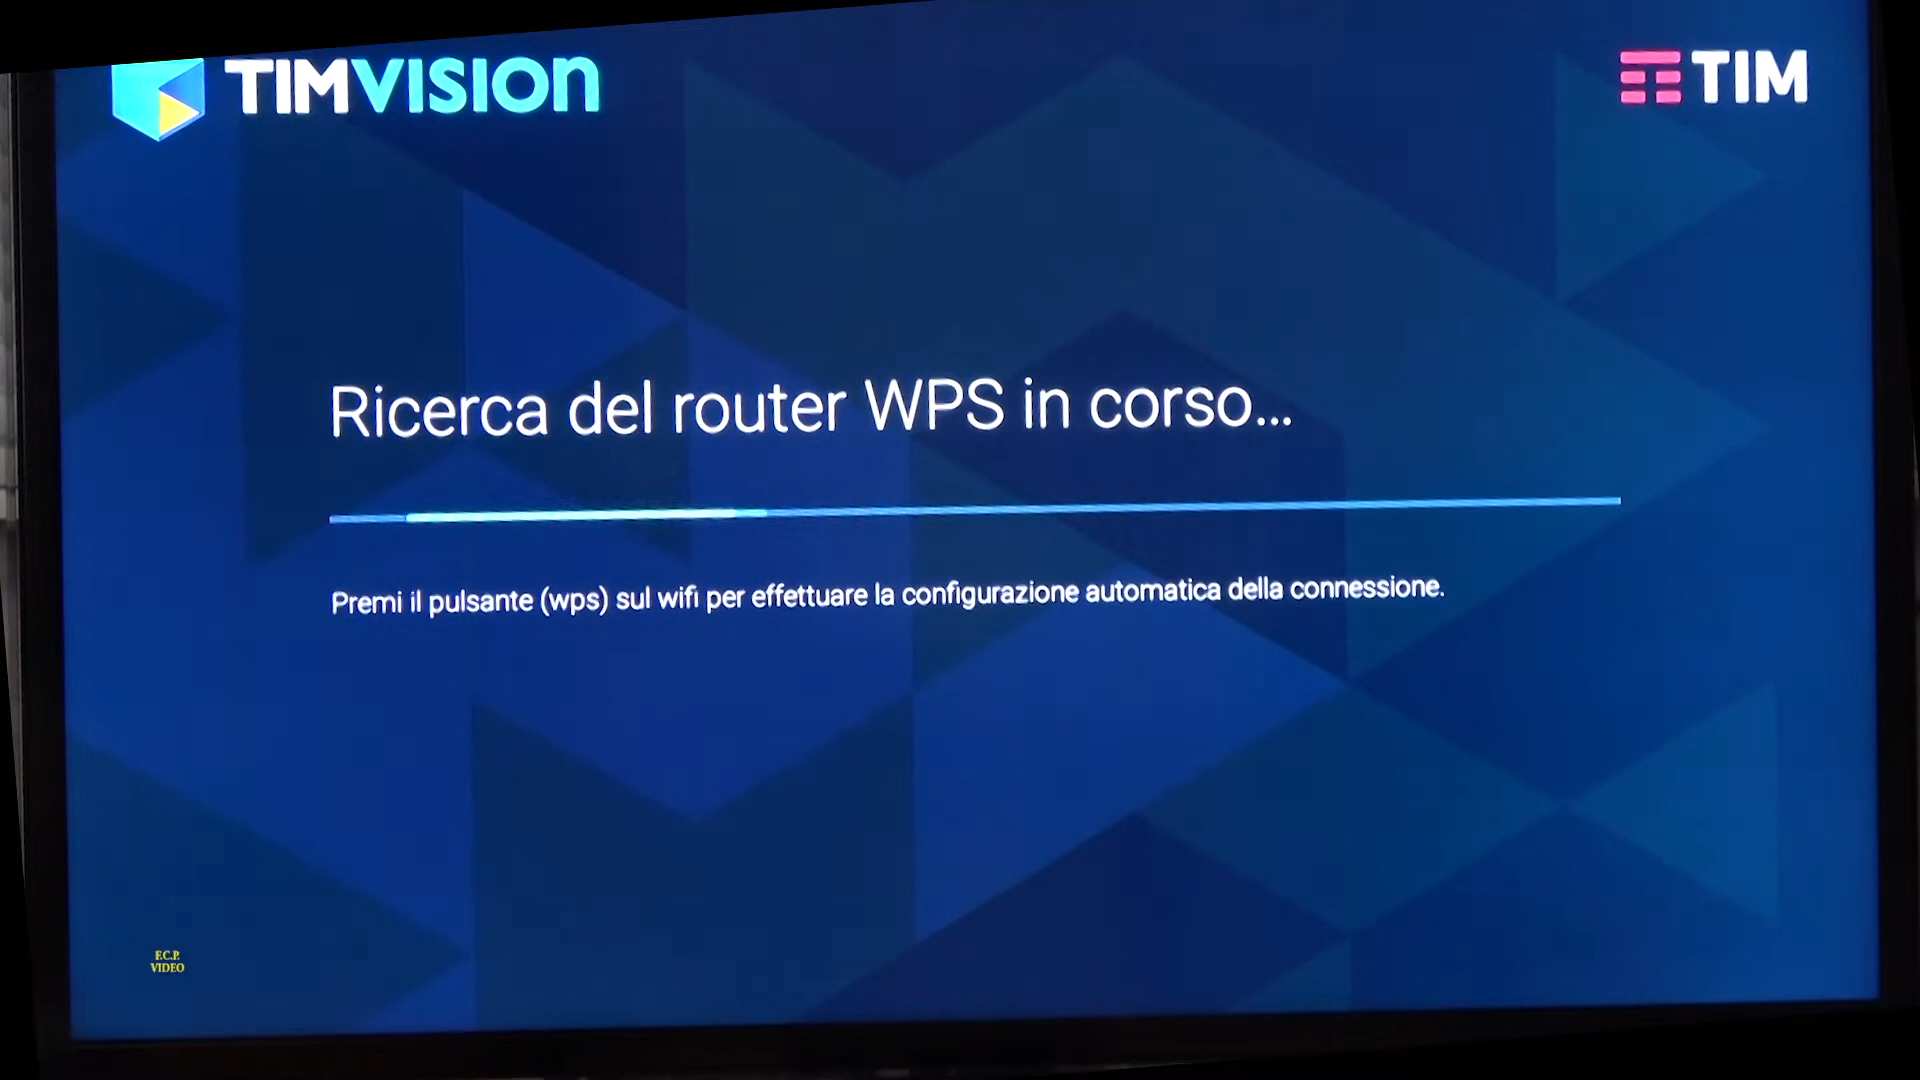 TIMVISION
TIM
Ricerca del router WPS in corso...
Premi il pulsante (wps) sul wifi per effettuare la configurazione automatica della connessione.
F.C.P.
VIDEO